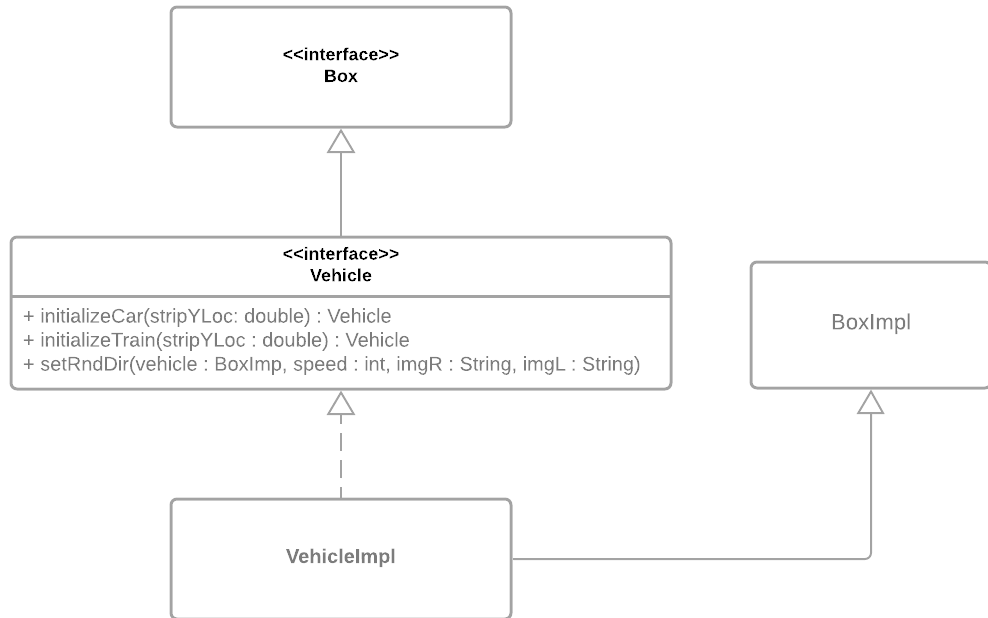 <<interface>>
Box
<<interface>>
Vehicle
+ initializeCar(stripYLoc: double) : Vehicle
+ initializeTrain(stripYLoc : double) : Vehicle
+ setRndDir(vehicle : BoxImp, speed : int, imgR : String, imgL : String)
BoxImpl
VehicleImpl